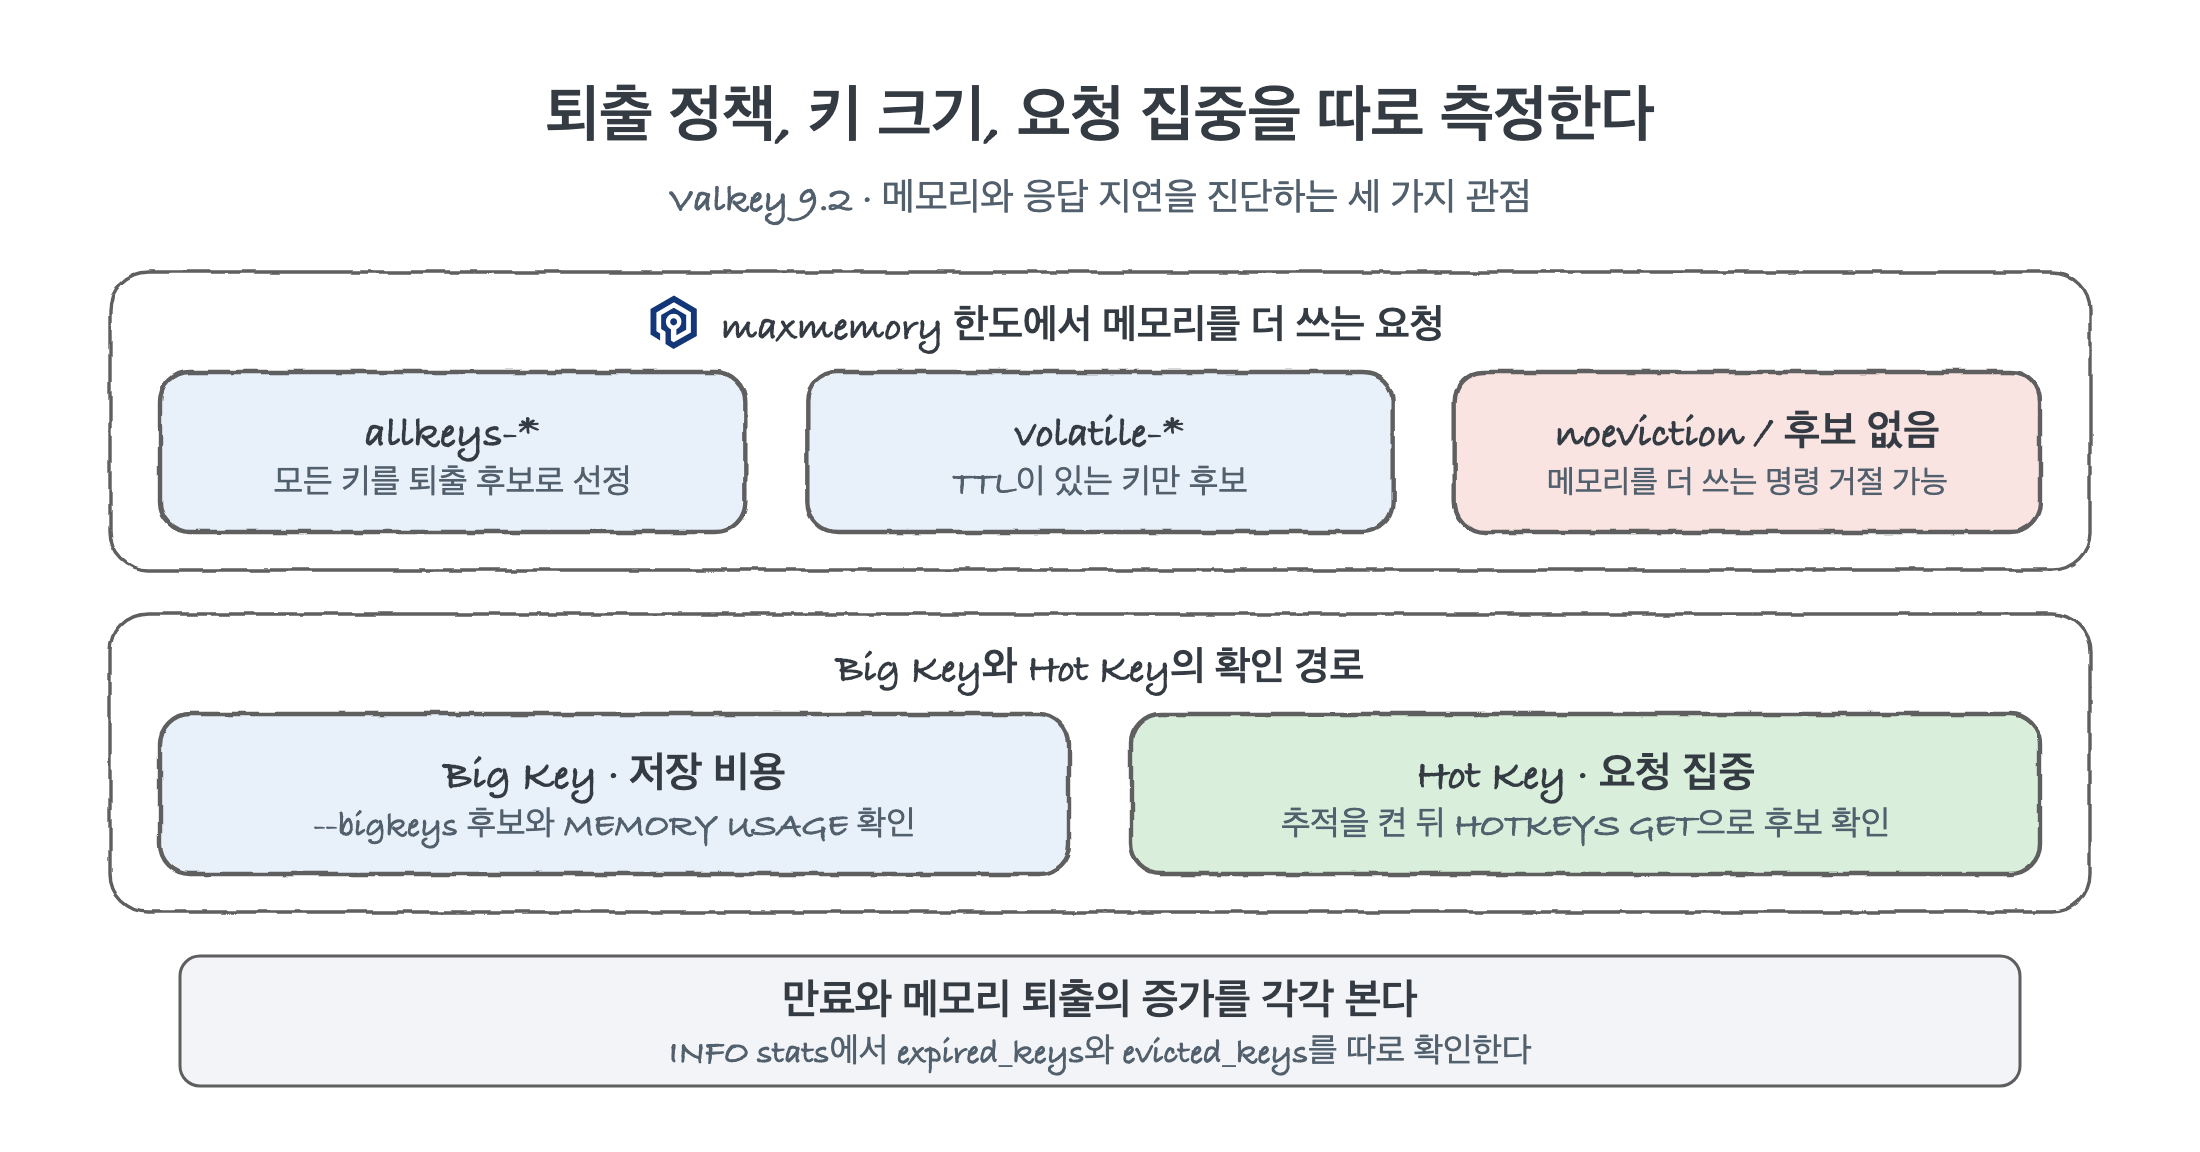 퇴출 정책, 키 크기, 요청 집중을 따로 측정한다
Valkey 9.2 · 메모리와 응답 지연을 진단하는 세 가지 관점
maxmemory 한도에서 메모리를 더 쓰는 요청
allkeys-*
모든 키를 퇴출 후보로 선정
volatile-*
TTL이 있는 키만 후보
noeviction / 후보 없음
메모리를 더 쓰는 명령 거절 가능
Big Key와 Hot Key의 확인 경로
Big Key · 저장 비용
--bigkeys 후보와 MEMORY USAGE 확인
Hot Key · 요청 집중
추적을 켠 뒤 HOTKEYS GET으로 후보 확인
만료와 메모리 퇴출의 증가를 각각 본다
INFO stats에서 expired_keys와 evicted_keys를 따로 확인한다